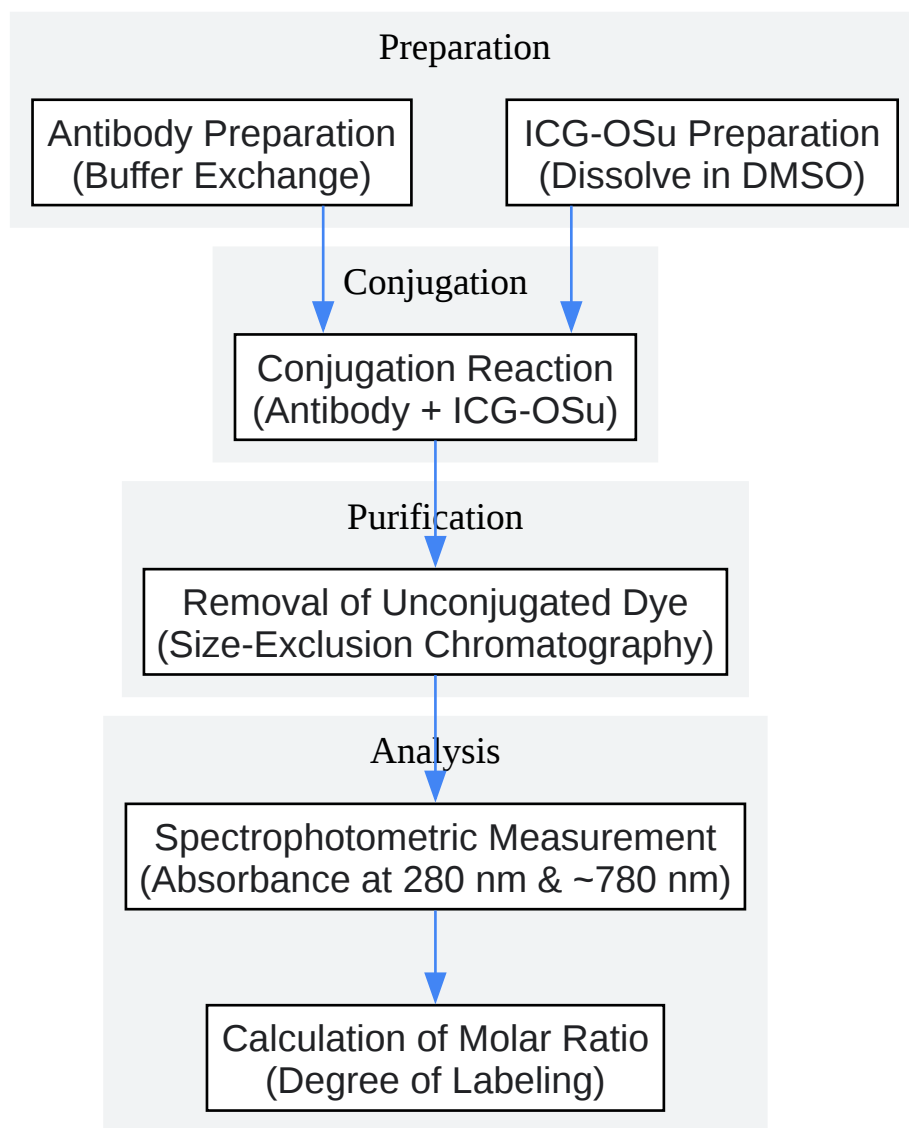 Preparation
Antibody Preparation
(Buffer Exchange)
ICG-OSu Preparation
(Dissolve in DMSO)
Conjugation
Conjugation Reaction
(Antibody + ICG-OSu)
Purification
Removal of Unconjugated Dye
(Size-Exclusion Chromatography)
Analysis
Spectrophotometric Measurement
(Absorbance at 280 nm & ~780 nm)
Calculation of Molar Ratio
(Degree of Labeling)